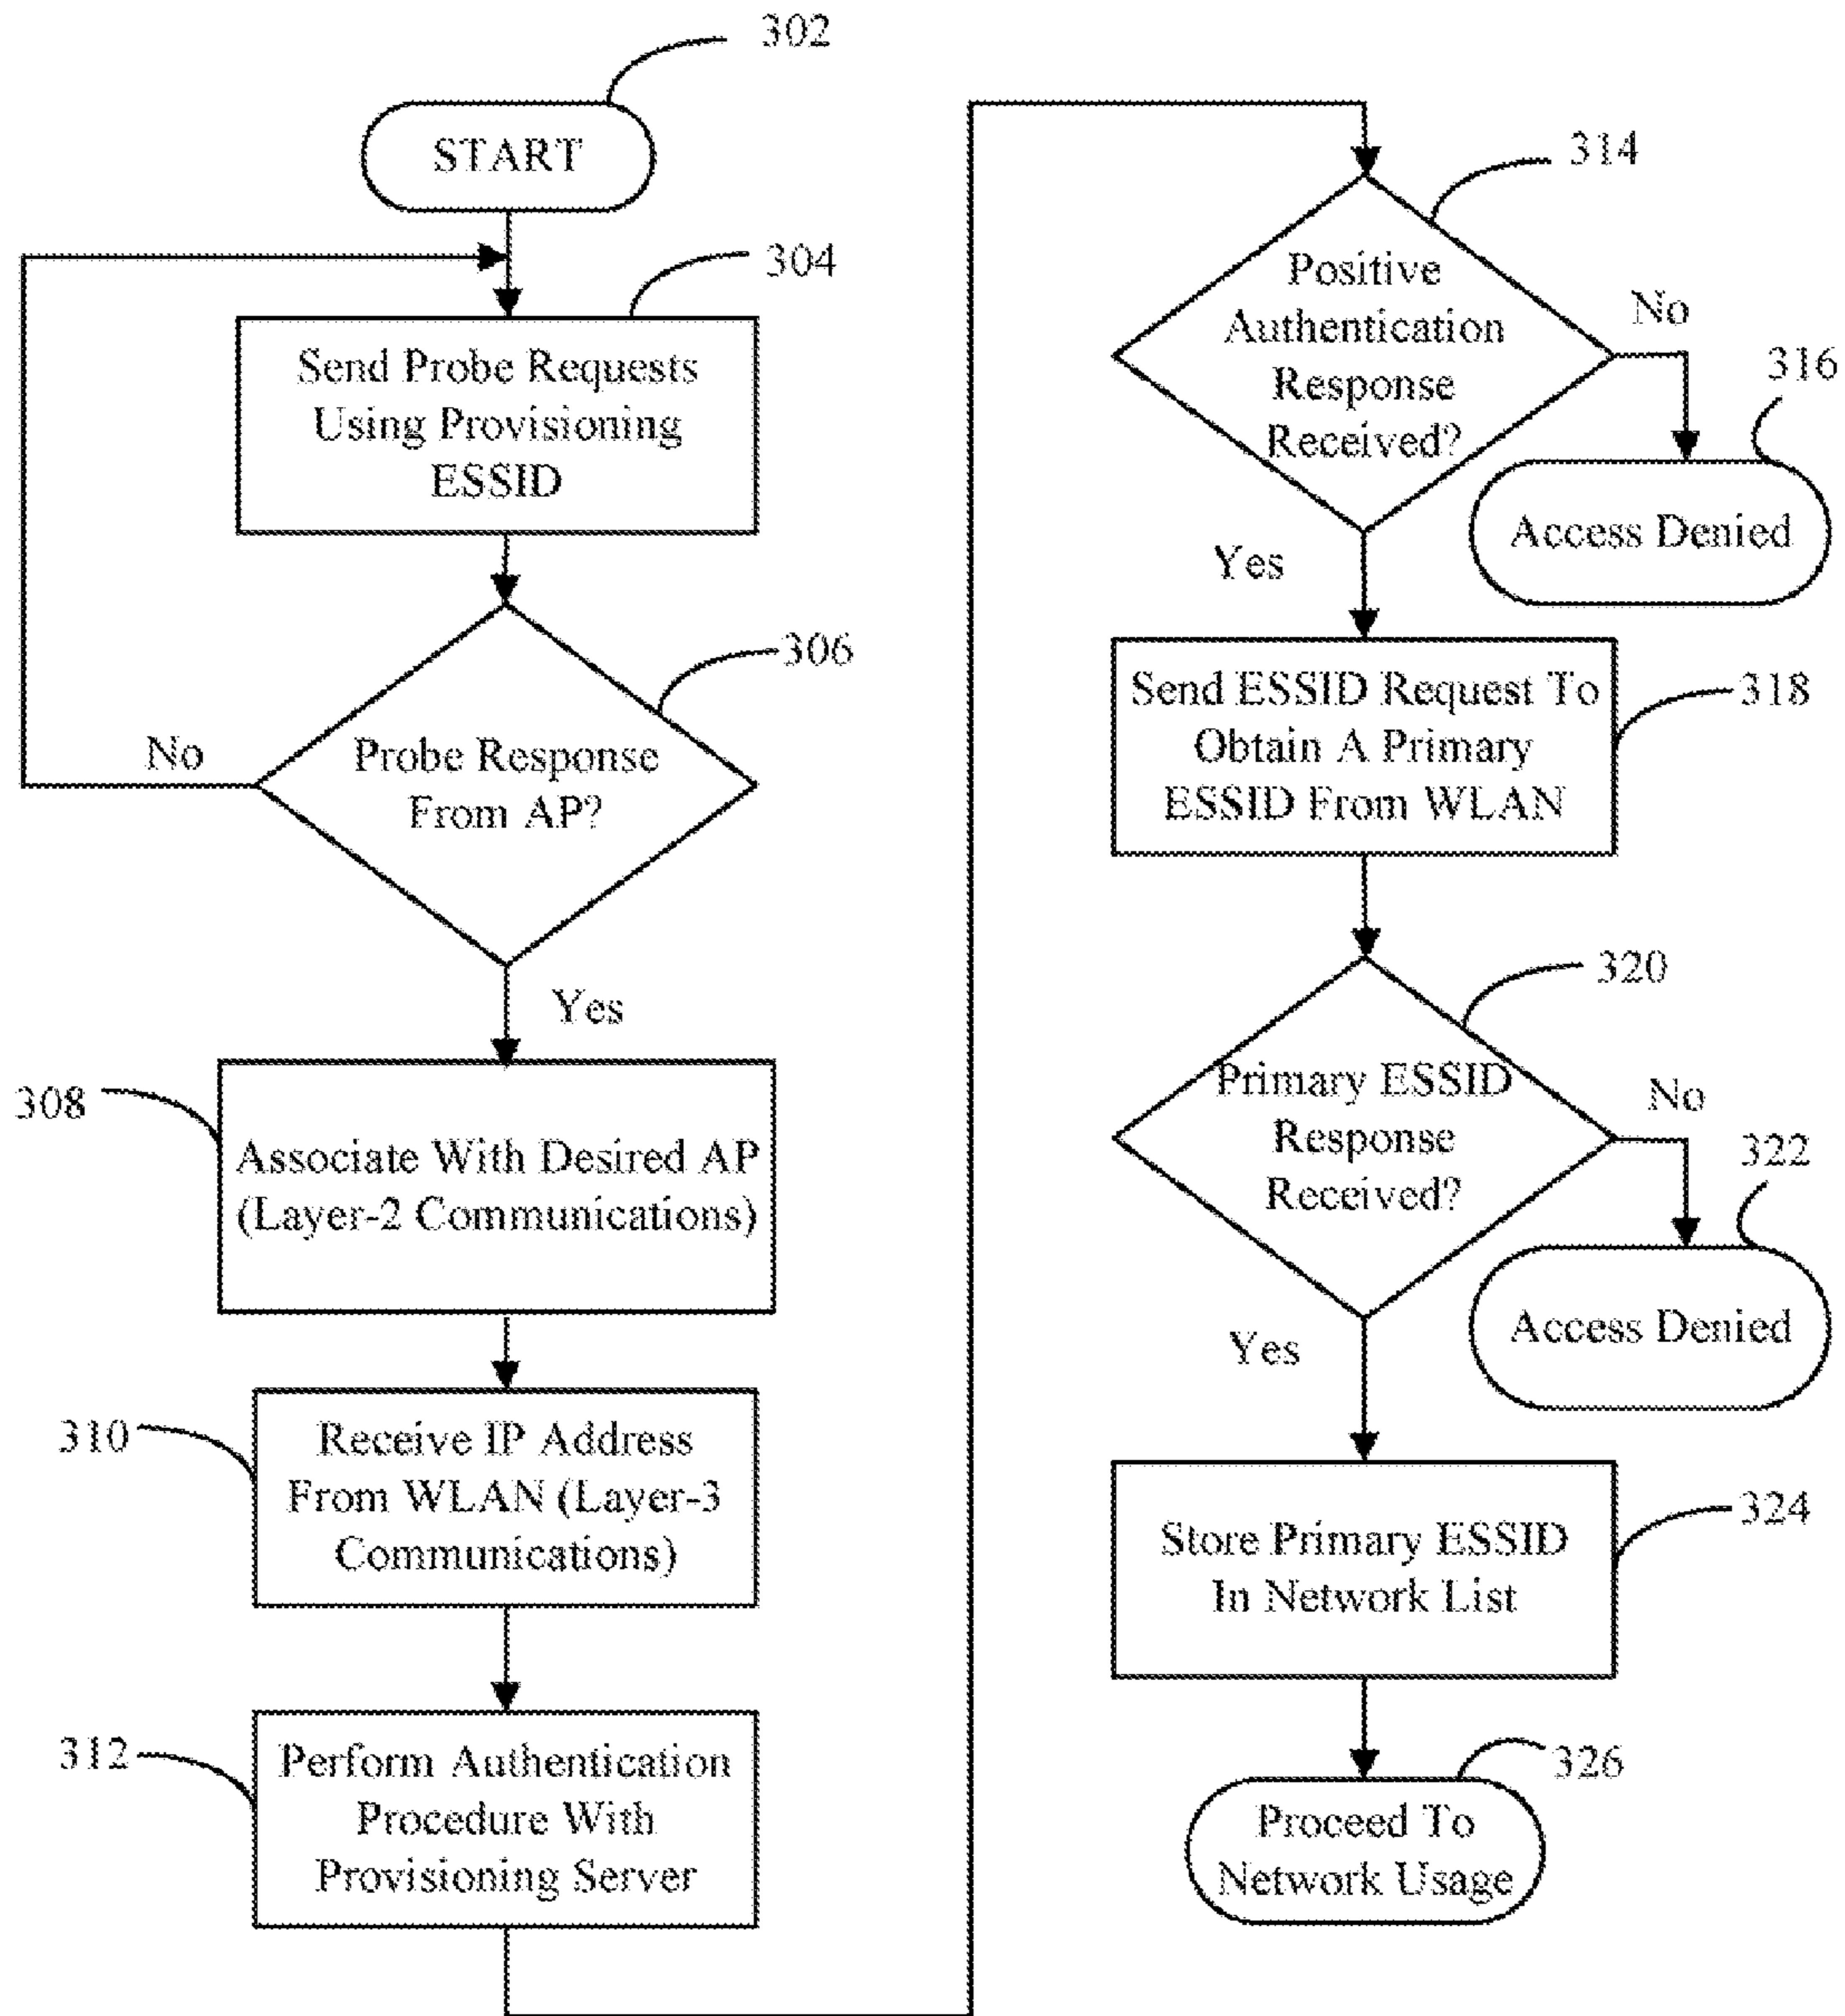 302
START
304
Send Probe Requests
Using Provisioning
ESSID
306
Probe Response
From AP?
No
Yes
308
Associate With Desired AP
(Layer-2 Communications)
310
Receive IP Address
From WLAN (Layer-3
Communications)
312
Perform Authentication
Procedure With
Provisioning Server
314
Positive
Authentication
Response
Received?
No
316
Access Denied
Yes
318
Send ESSID Request To
Obtain A Primary
ESSID From WLAN
320
Primary ESSID
Response
Received?
No
322
Access Denied
Yes
324
Store Primary ESSID
In Network List
326
Proceed To
Network Usage